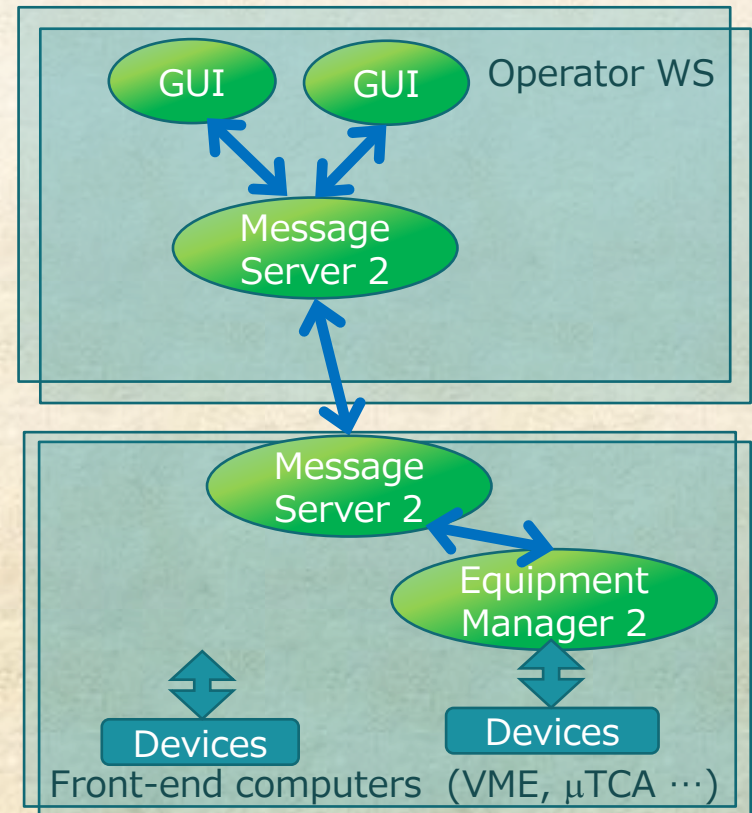 GUI
GUI
Operator WS
Message
Server 2
Message
Server 2
Equipment
Manager 2
Devices
Devices
Front-end computers (VME, μTCA ⋯)